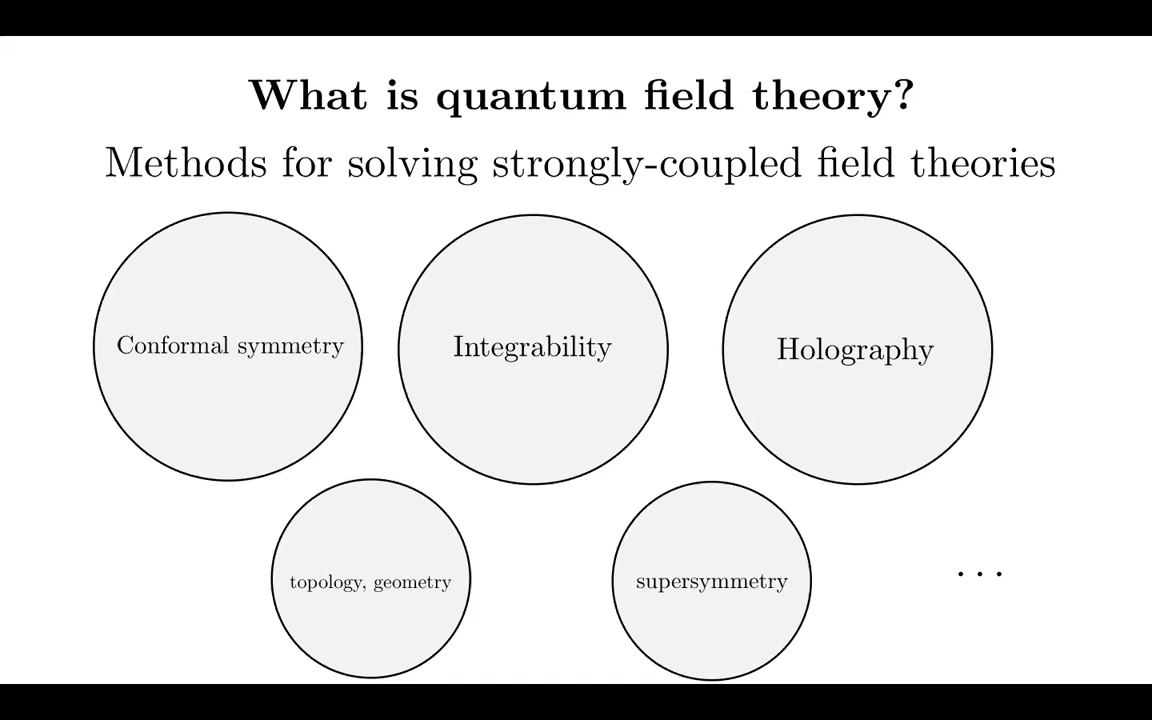 What is quantum field theory?
Methods for solving strongly-coupled field theories
Conformal symmetry
Integrability
Holography
topology, geometry
supersymmetry
...